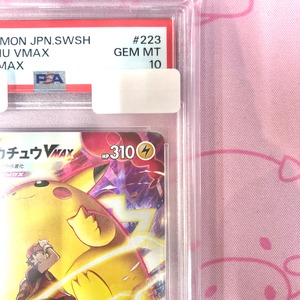 MON JPN.SWSH #223
U VMAX GEM MT
MAX 10
PSA
カチュウVMAX HP310